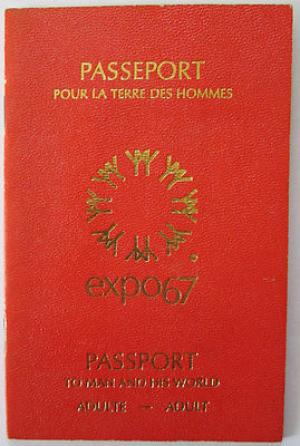 PASSEPORT
POUR LA TERRE DES HOMMES
expo67
PASSPORT
TO MAN AND HIS WORLD
ADULTE — ADULT